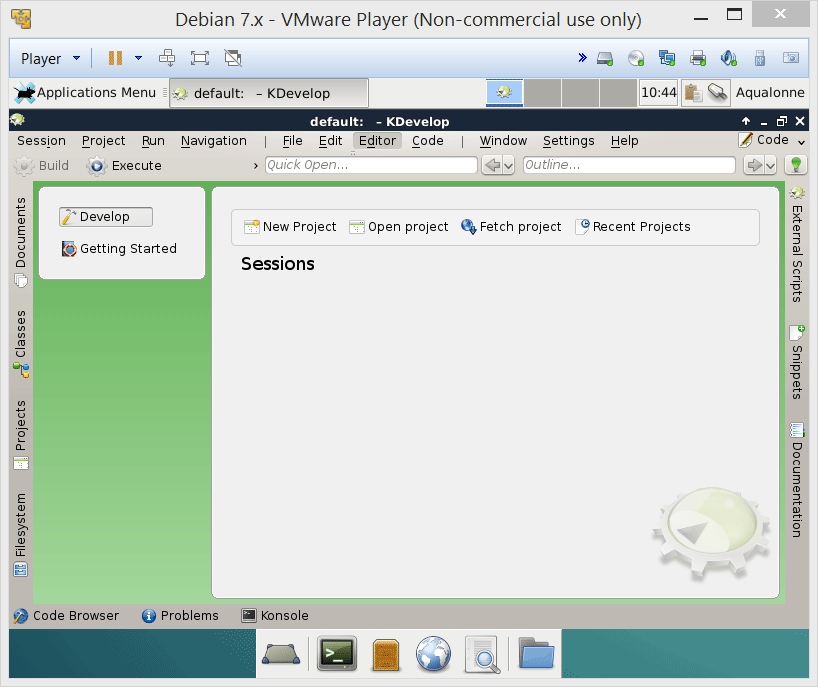 Debian 7.x - VMware Player (Non-commercial use only)
Player
Applications Menu default: – KDevelop 10:44 Aqualonne
default: – KDevelop
Session Project Run Navigation | File Edit Editor Code | Window Settings Help Code
Build Execute Quick Open... Outline...
Documents
Classes
Projects
Filesystem
Develop
Getting Started
New Project Open project Fetch project Recent Projects
Sessions
External Scripts
Snippets
Documentation
Code Browser Problems Konsole